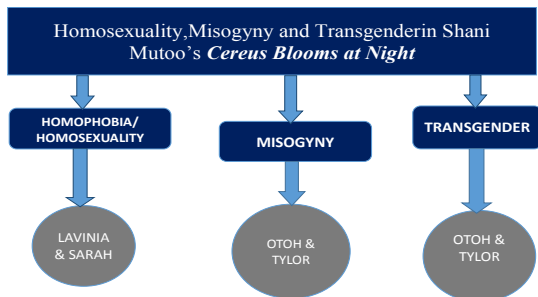 Homosexuality,Misogyny and Transgenderin Shani
Mutoo's Cereus Blooms at Night
HOMOPHOBIA/
HOMOSEXUALITY
MISOGYNY
TRANSGENDER
LAVINIA
& SARAH
OTOH &
TYLOR
OTOH &
TYLOR